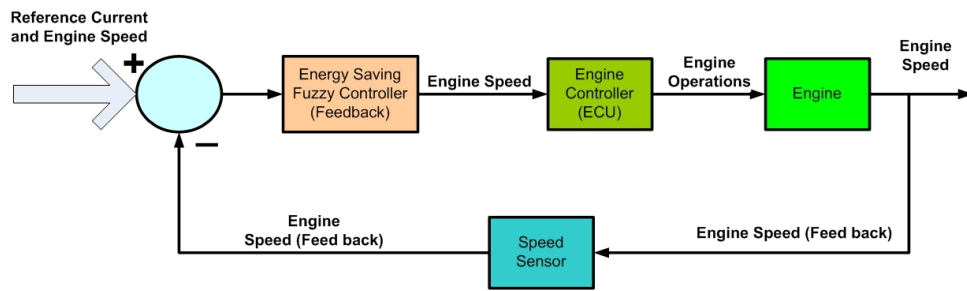 Reference Current
and Engine Speed
+
−
Energy Saving
Fuzzy Controller
(Feedback)
Engine Speed
Engine
Controller
(ECU)
Engine
Operations
Engine
Engine
Speed
Engine
Speed (Feed back)
Speed
Sensor
Engine Speed (Feed back)